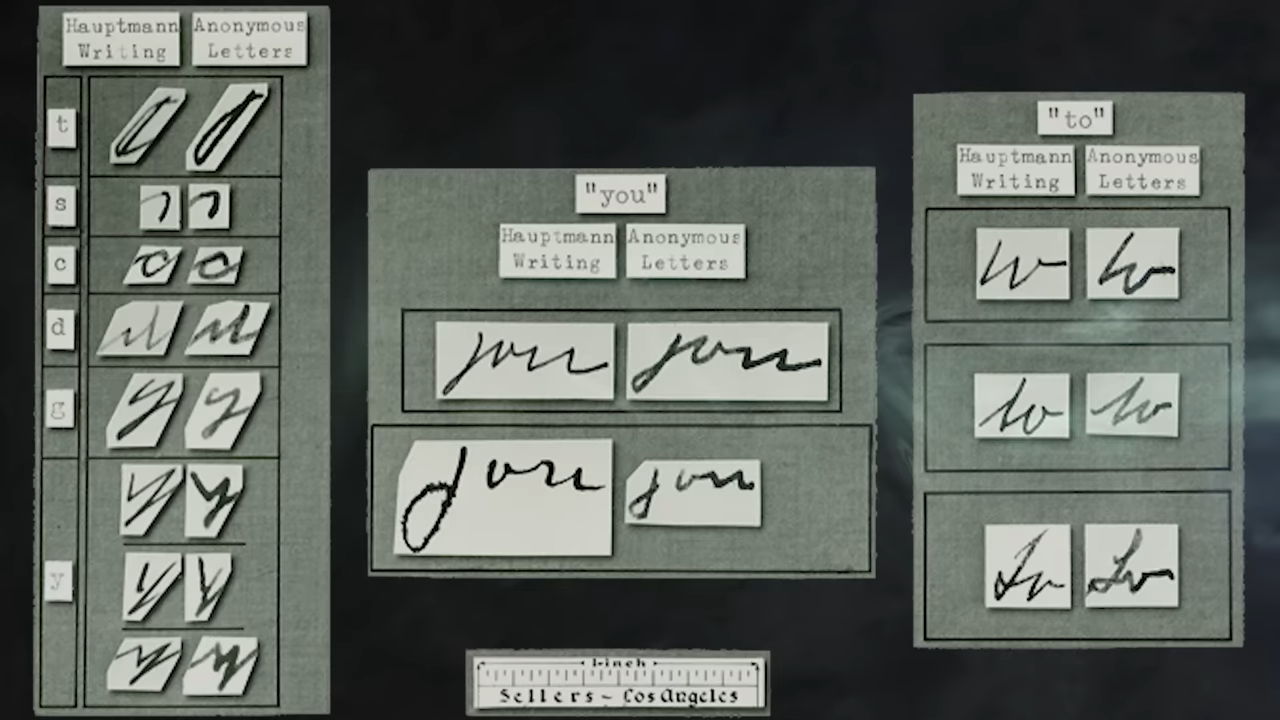 Hauptmann Writing
Anonymous Letters
t
s
c
d
g
y
"you"
Hauptmann Writing
Anonymous Letters
you you
you you
"to"
Hauptmann Writing
Anonymous Letters
to to
to to
to to
1-inch
Sellers - Los Angeles